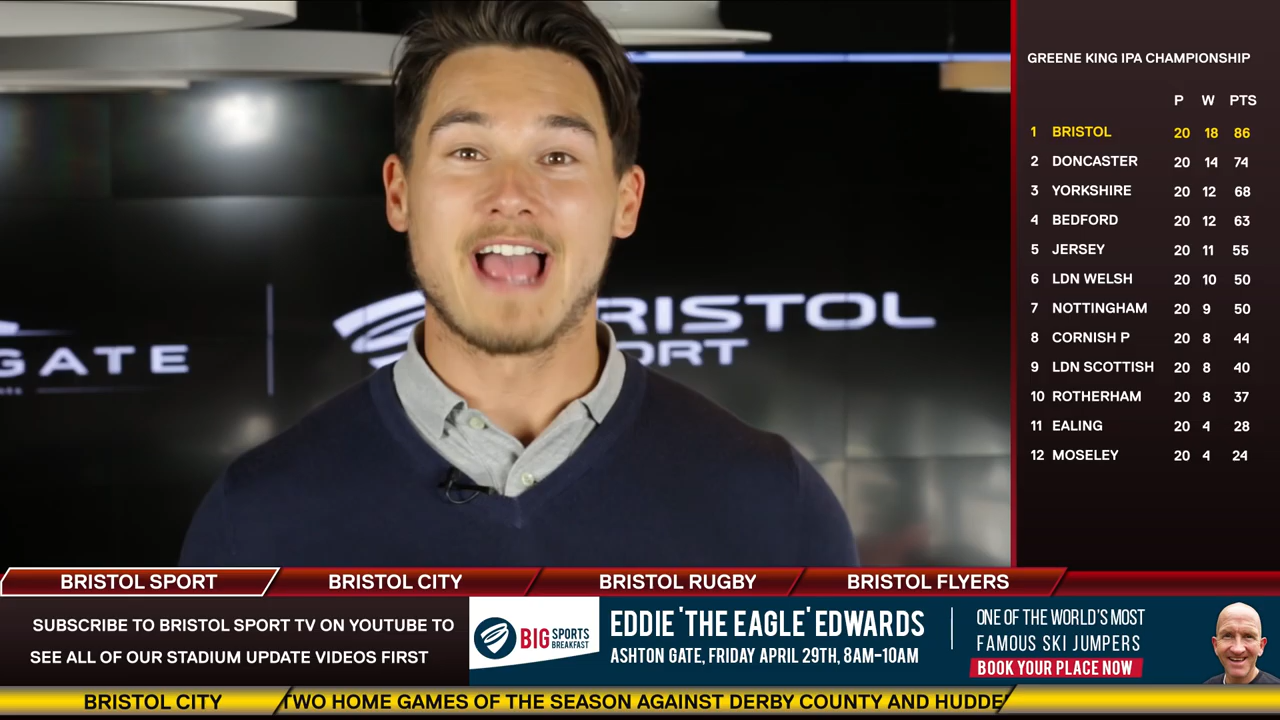 GREENE KING IPA CHAMPIONSHIP
P W PTS
1 BRISTOL 20 18 86
2 DONCASTER 20 14 74
3 YORKSHIRE 20 12 68
4 BEDFORD 20 12 63
5 JERSEY 20 11 55
6 LDN WELSH 20 10 50
7 NOTTINGHAM 20 9 50
8 CORNISH P 20 8 44
9 LDN SCOTTISH 20 8 40
10 ROTHERHAM 20 8 37
11 EALING 20 4 28
12 MOSELEY 20 4 24
GATE
RISTOL
ORT
BRISTOL SPORT BRISTOL CITY BRISTOL RUGBY BRISTOL FLYERS
SUBSCRIBE TO BRISTOL SPORT TV ON YOUTUBE TO
SEE ALL OF OUR STADIUM UPDATE VIDEOS FIRST
BIG SPORTS
BREAKFAST
EDDIE 'THE EAGLE' EDWARDS
ASHTON GATE, FRIDAY APRIL 29TH, 8AM-10AM
ONE OF THE WORLD'S MOST
FAMOUS SKI JUMPERS
BOOK YOUR PLACE NOW
BRISTOL CITY TWO HOME GAMES OF THE SEASON AGAINST DERBY COUNTY AND HUDDE